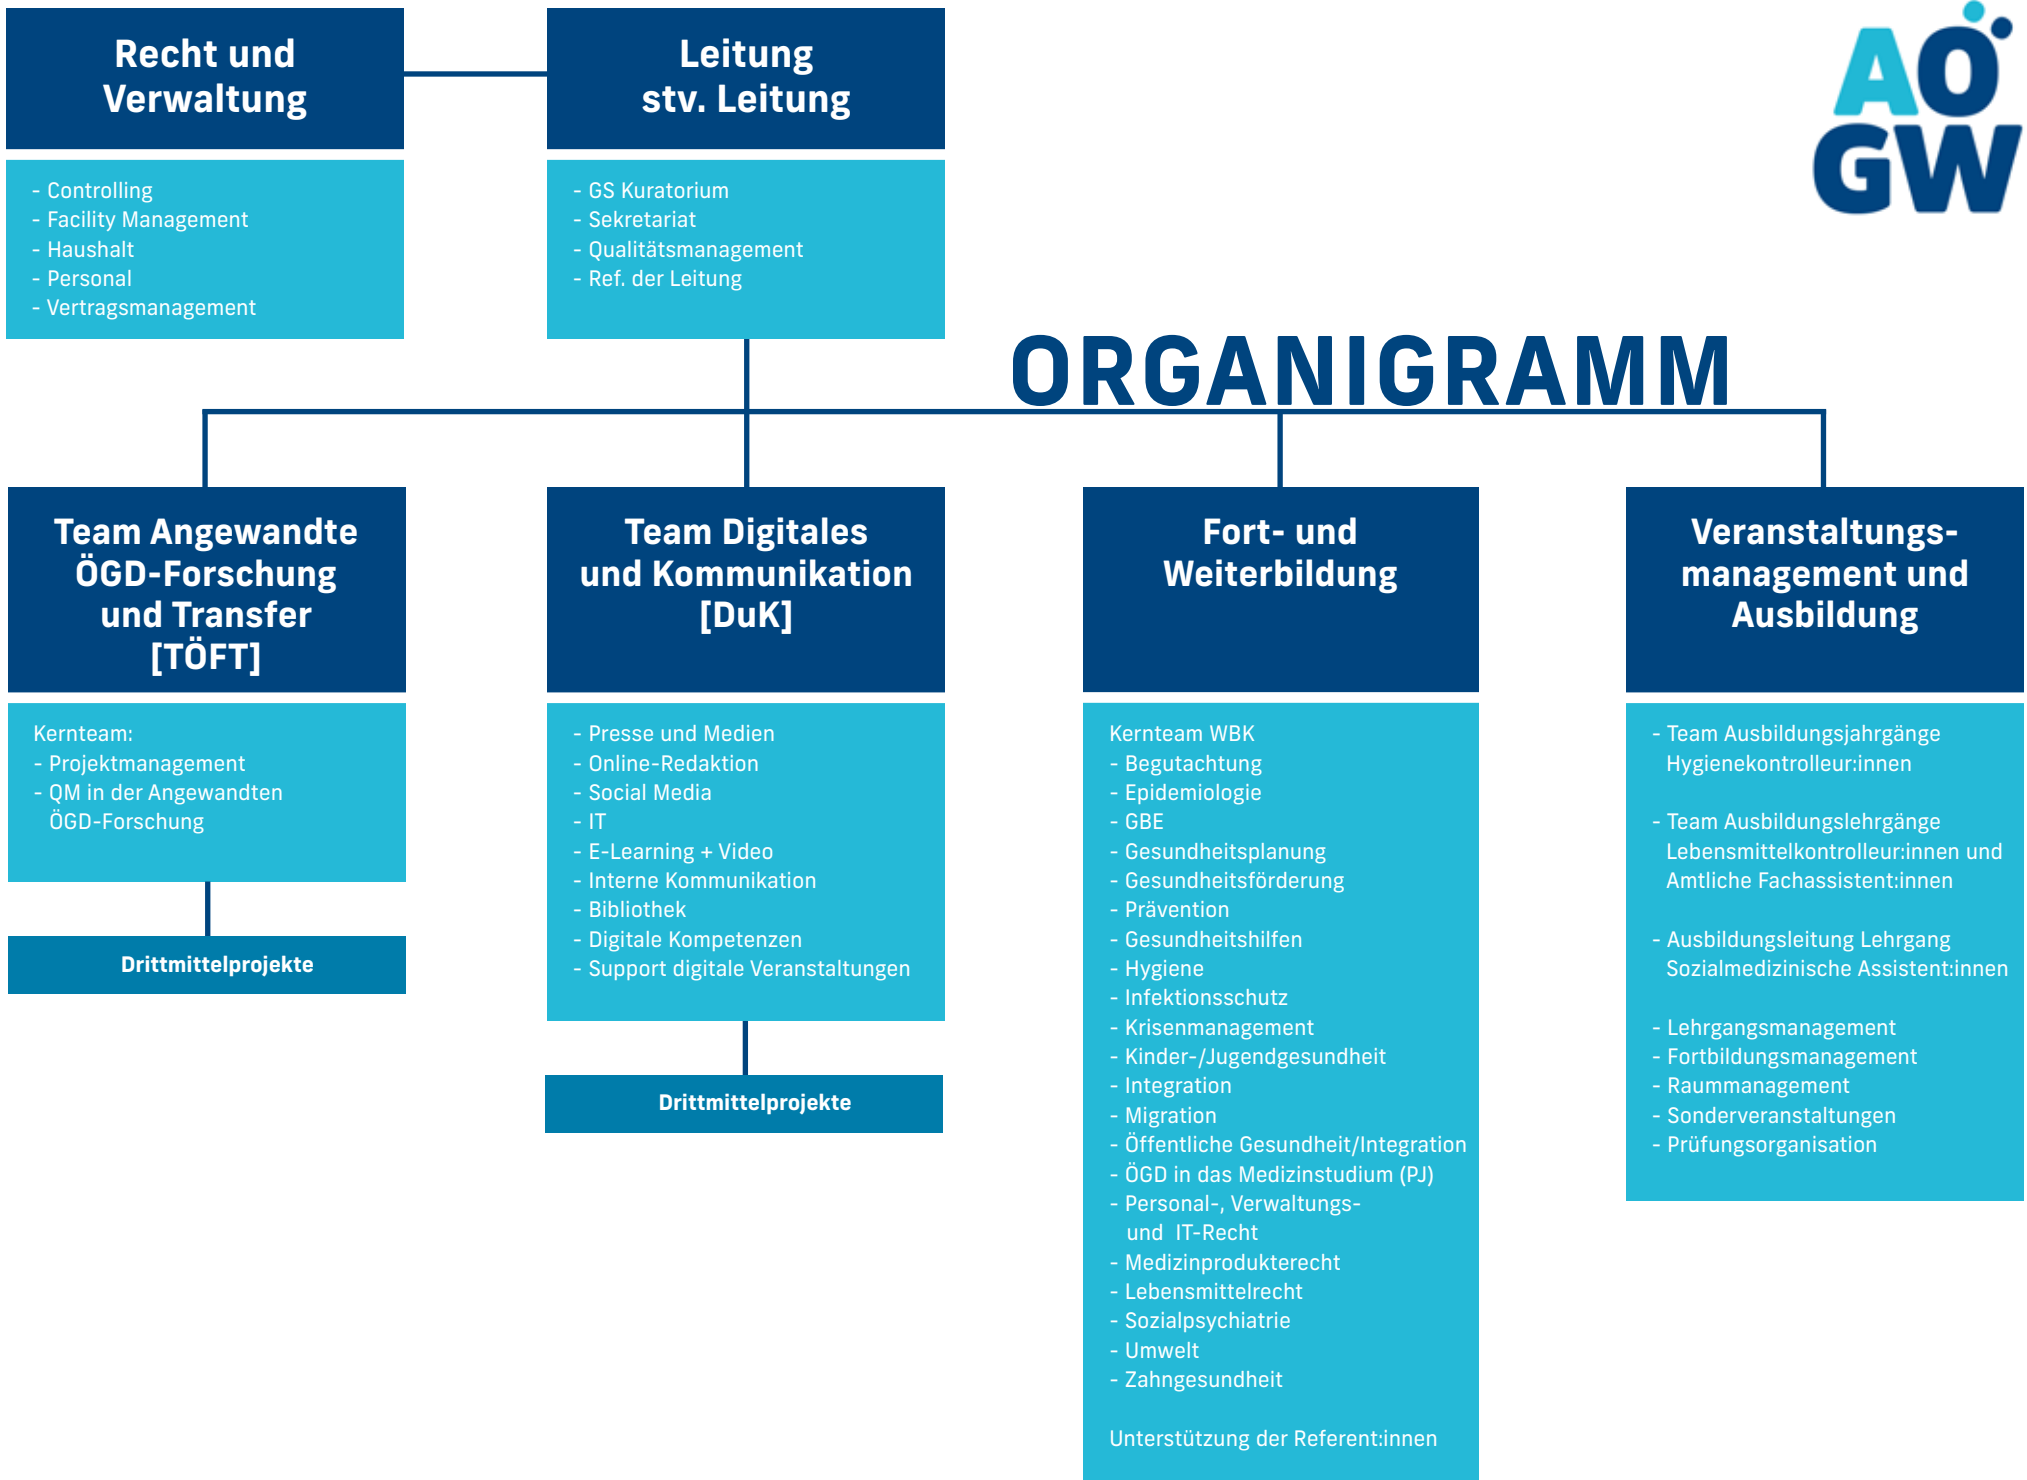 Recht und
Verwaltung
Leitung
stv. Leitung
AÖ
GW
- Controlling
- Facility Management
- Haushalt
- Personal
- Vertragsmanagement
- GS Kuratorium
- Sekretariat
- Qualitätsmanagement
- Ref. der Leitung
ORGANIGRAMM
Team Angewandte
ÖGD-Forschung
und Transfer
[TÖFT]
Kernteam:
- Projektmanagement
- QM in der Angewandten
ÖGD-Forschung
Drittmittelprojekte
Team Digitales
und Kommunikation
[DuK]
- Presse und Medien
- Online-Redaktion
- Social Media
- IT
- E-Learning + Video
- Interne Kommunikation
- Bibliothek
- Digitale Kompetenzen
- Support digitale Veranstaltungen
Drittmittelprojekte
Fort- und
Weiterbildung
Kernteam WBK
- Begutachtung
- Epidemiologie
- GBE
- Gesundheitsplanung
- Gesundheitsförderung
- Prävention
- Gesundheitshilfen
- Hygiene
- Infektionsschutz
- Krisenmanagement
- Kinder-/Jugendgesundheit
- Integration
- Migration
- Öffentliche Gesundheit/Integration
- ÖGD in das Medizinstudium (PJ)
- Personal-, Verwaltungs-
und IT-Recht
- Medizinprodukterecht
- Lebensmittelrecht
- Sozialpsychiatrie
- Umwelt
- Zahngesundheit
Unterstützung der Referent:innen
Veranstaltungs-
management und
Ausbildung
- Team Ausbildungsjahrgänge
Hygienekontrolleur:innen
- Team Ausbildungslehrgänge
Lebensmittelkontrolleur:innen und
Amtliche Fachassistent:innen
- Ausbildungsleitung Lehrgang
Sozialmedizinische Assistent:innen
- Lehrgangsmanagement
- Fortbildungsmanagement
- Raummanagement
- Sonderveranstaltungen
- Prüfungsorganisation